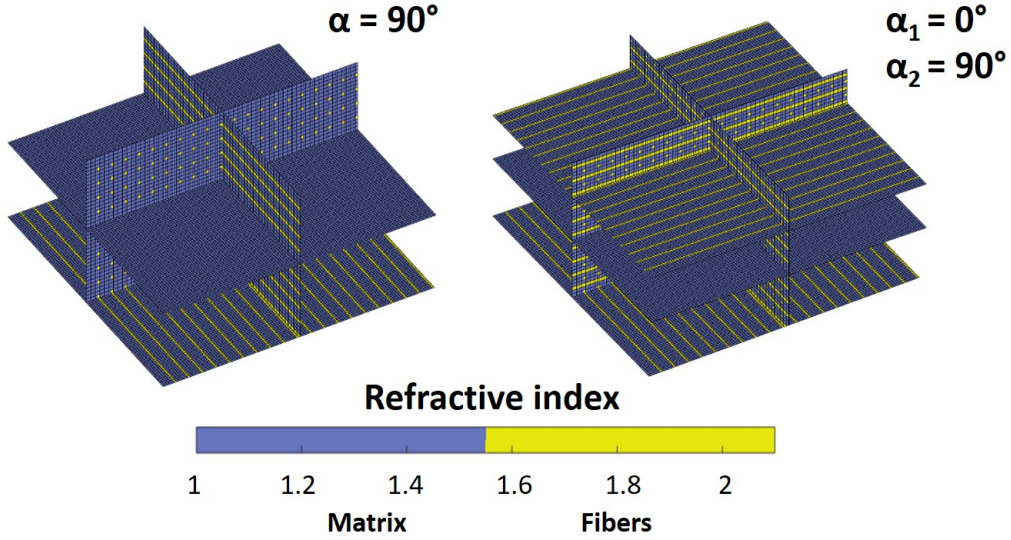 α = 90°
α₁ = 0°
α₂ = 90°
Refractive index
1 1.2 1.4 1.6 1.8 2
Matrix Fibers